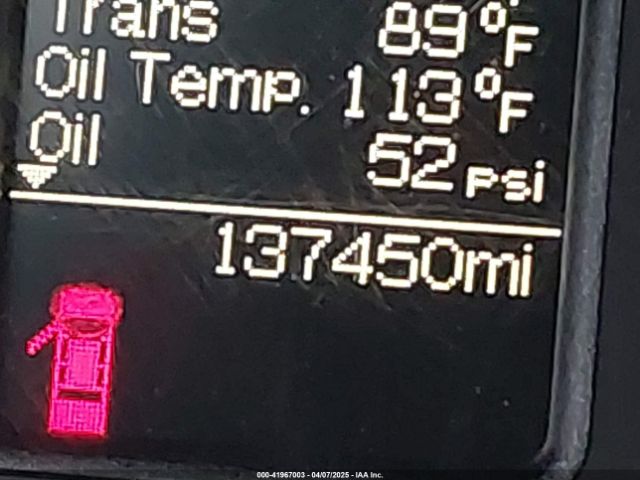 Trans 89°F
Oil Temp. 113°F
Oil 52 psi
137450mi
000-41967003 - 04/07/2025 - IAA Inc.